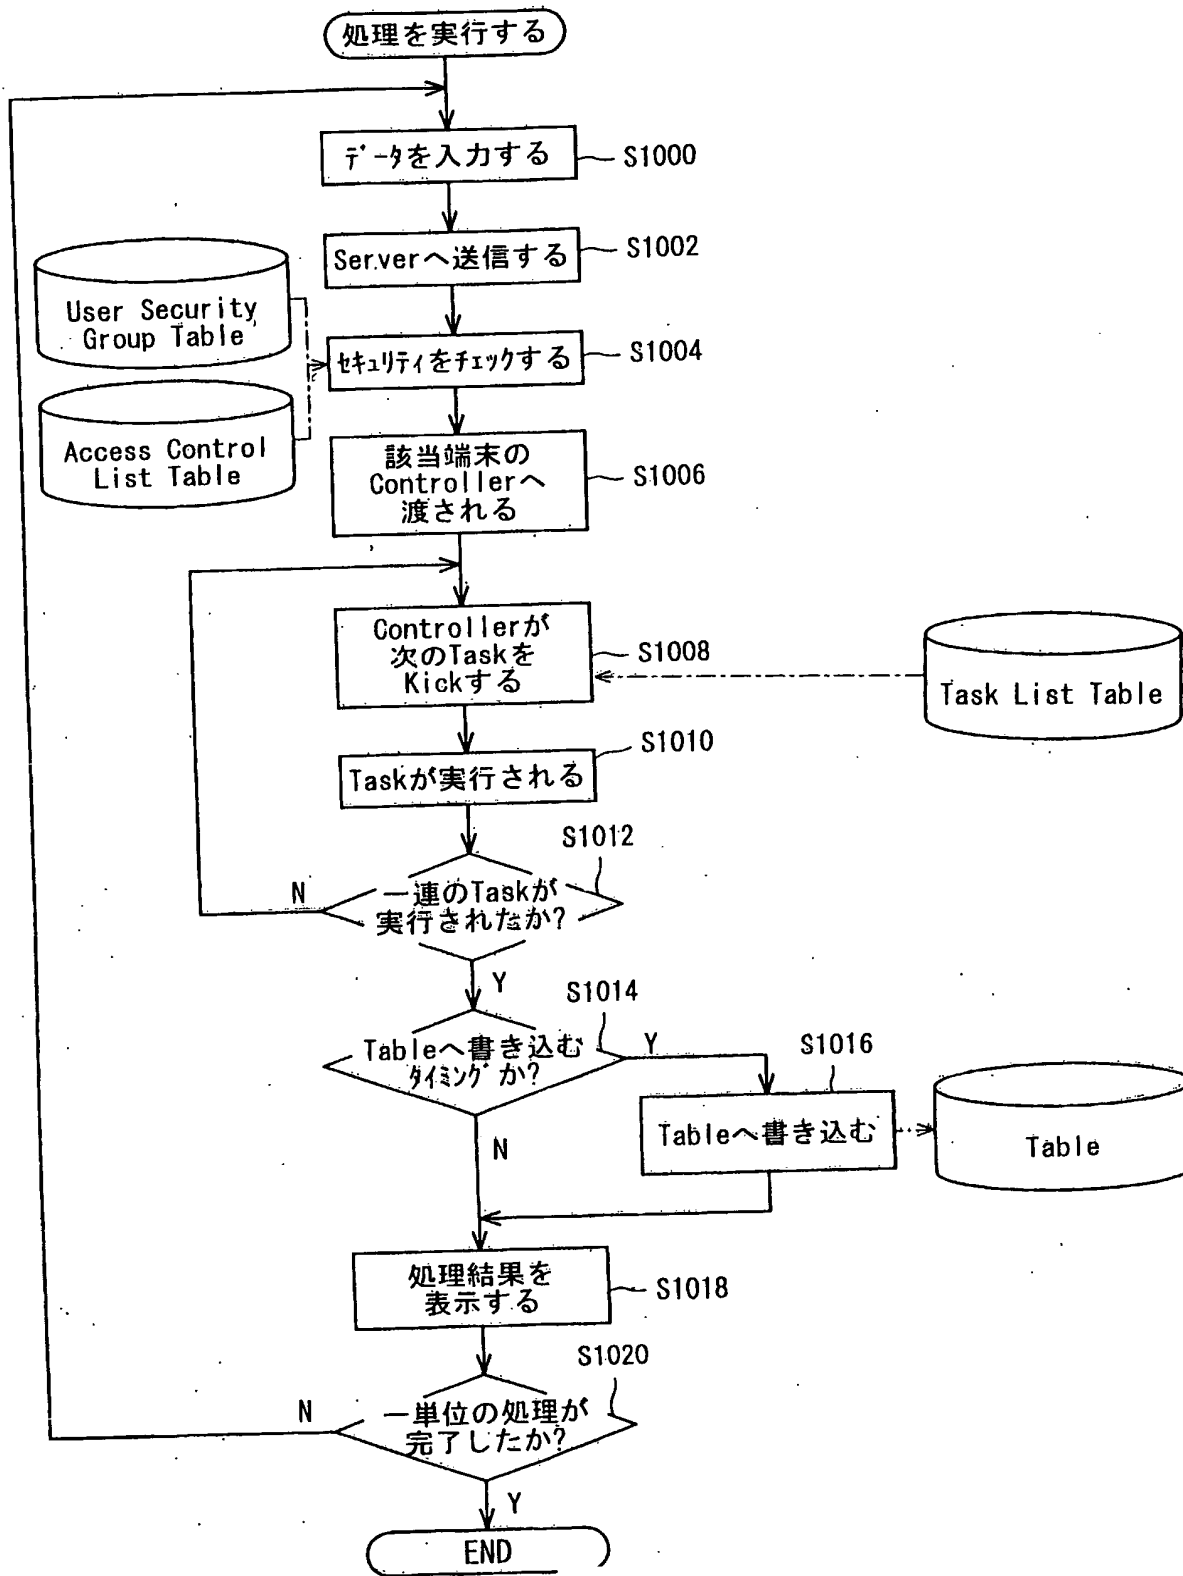 処理を実行する
データを入力する
S1000
Serverへ送信する
S1002
User Security
Group Table
セキュリティをチェックする
S1004
Access Control
List Table
該当端末の
Controllerへ
渡される
S1006
Controllerが
次のTaskを
Kickする
S1008
Task List Table
Taskが実行される
S1010
S1012
N
一連のTaskが
実行されたか?
Y
S1014
Tableへ書き込む
タイミングか?
Y
S1016
Tableへ書き込む
Table
N
処理結果を
表示する
S1018
S1020
N
一単位の処理が
完了したか?
Y
END